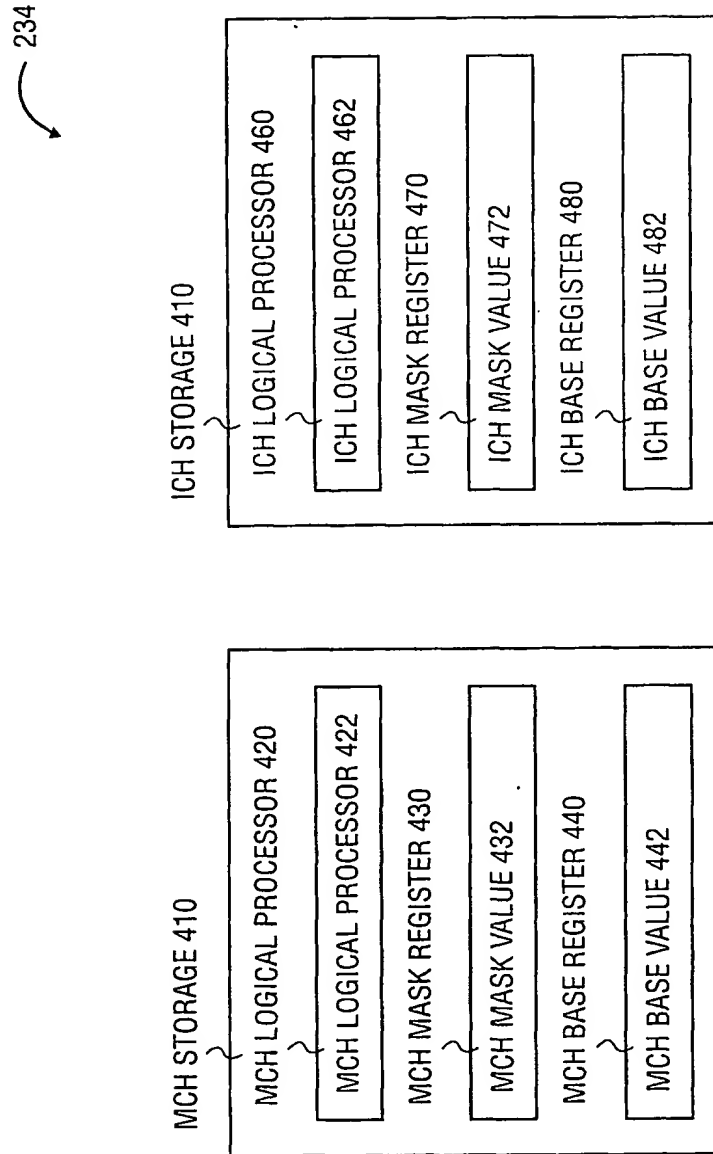 234
MCH STORAGE 410
MCH LOGICAL PROCESSOR 420
MCH LOGICAL PROCESSOR 422
MCH MASK REGISTER 430
MCH MASK VALUE 432
MCH BASE REGISTER 440
MCH BASE VALUE 442
ICH STORAGE 410
ICH LOGICAL PROCESSOR 460
ICH LOGICAL PROCESSOR 462
ICH MASK REGISTER 470
ICH MASK VALUE 472
ICH BASE REGISTER 480
ICH BASE VALUE 482